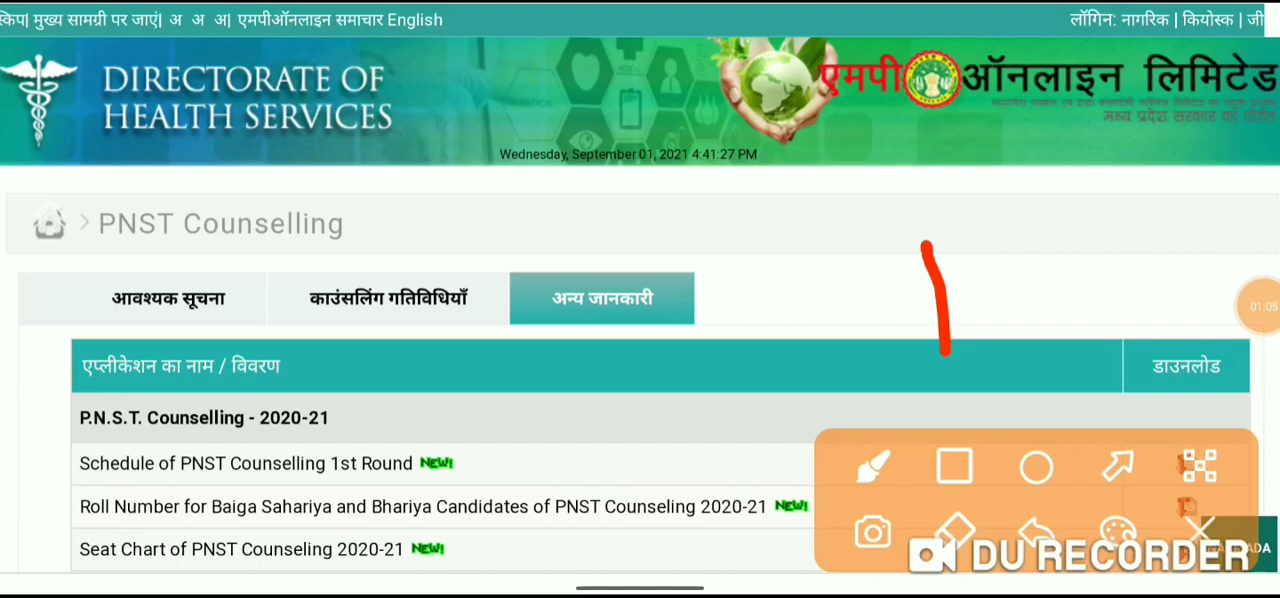 स्किप| मुख्य सामग्री पर जाएं| अ अ अ| एमपीऑनलाइन समाचार English
लॉगिन: नागरिक | कियोस्क | जी
DIRECTORATE OF
HEALTH SERVICES
एमपी ऑनलाइन लिमिटेड
मध्य प्रदेश सरकार का पोर्टल
Wednesday, September 01, 2021 4:41:27 PM
> PNST Counselling
आवश्यक सूचना
काउंसलिंग गतिविधियाँ
अन्य जानकारी
01:05
एप्लीकेशन का नाम / विवरण
डाउनलोड
P.N.S.T. Counselling - 2020-21
Schedule of PNST Counselling 1st Round NEW!
Roll Number for Baiga Sahariya and Bhariya Candidates of PNST Counseling 2020-21 NEW!
Seat Chart of PNST Counseling 2020-21 NEW!
DU RECORDER